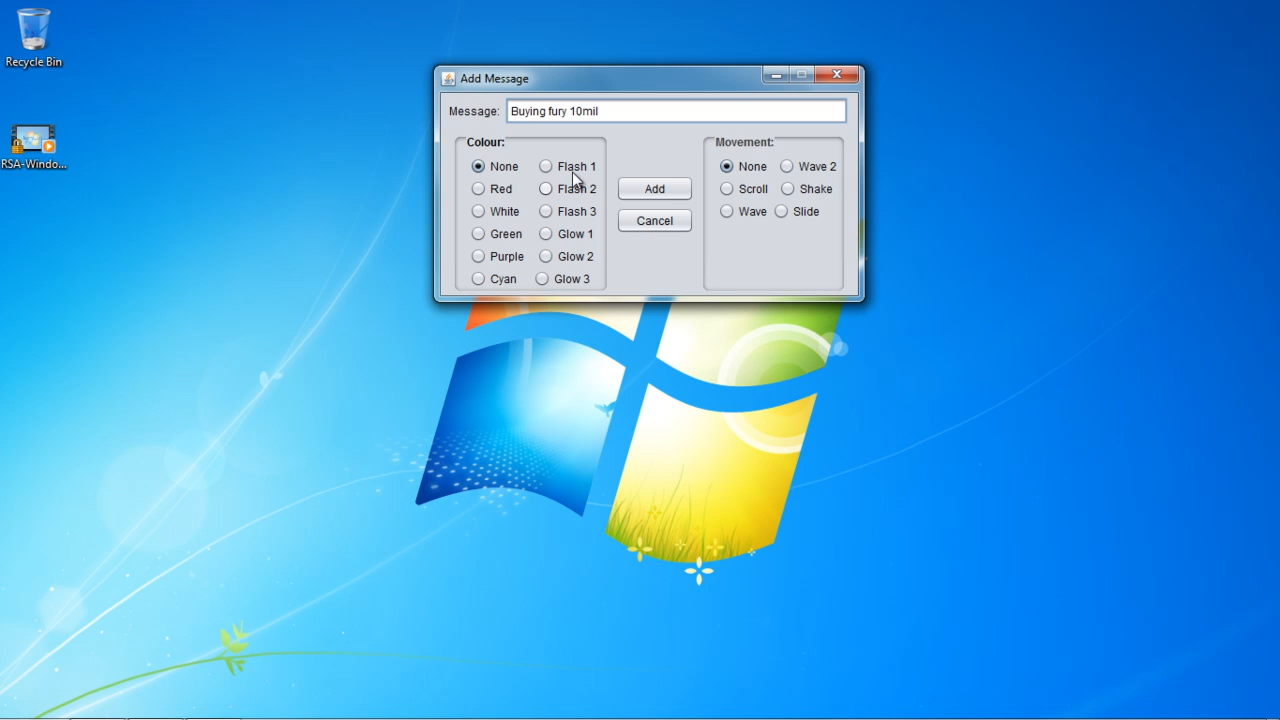 Recycle Bin
RSA-Windo...
Add Message
Message: Buying fury 10mil
Colour:
None Flash 1
Red Flash 2
White Flash 3
Green Glow 1
Purple Glow 2
Cyan Glow 3
Add
Cancel
Movement:
None Wave 2
Scroll Shake
Wave Slide